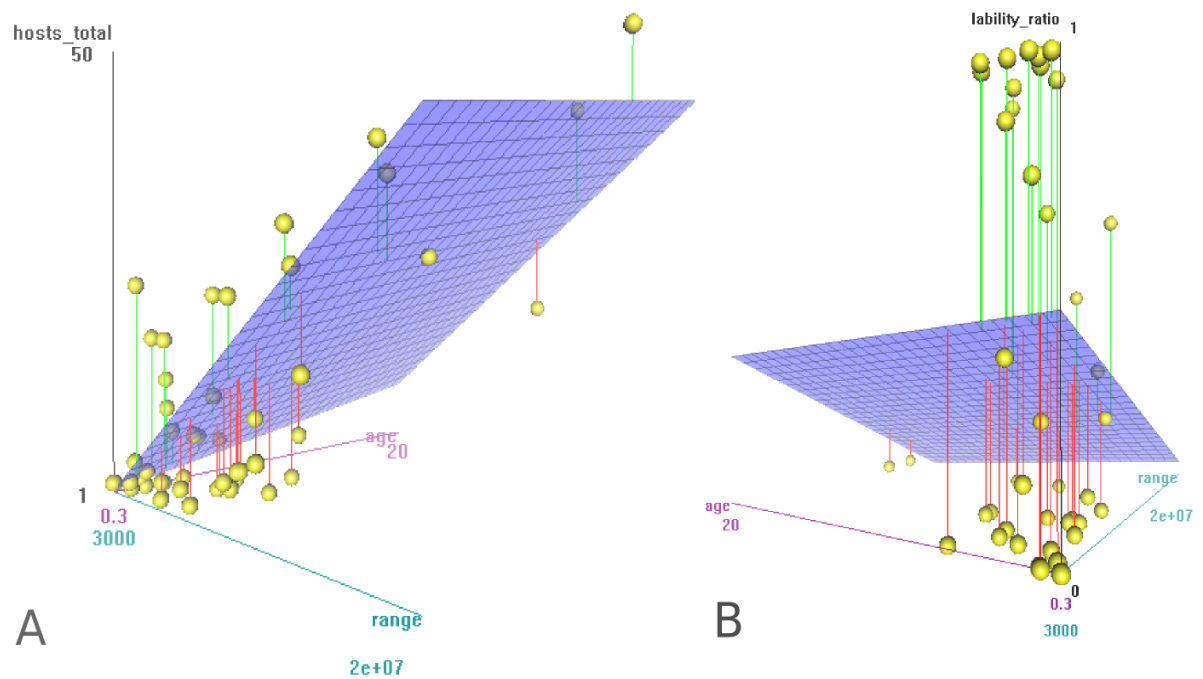 hosts_total
50
age
20
1
0.3
3000
range
2e+07
A
lability_ratio
1
age
20
range
2e+07
0
0.3
3000
B